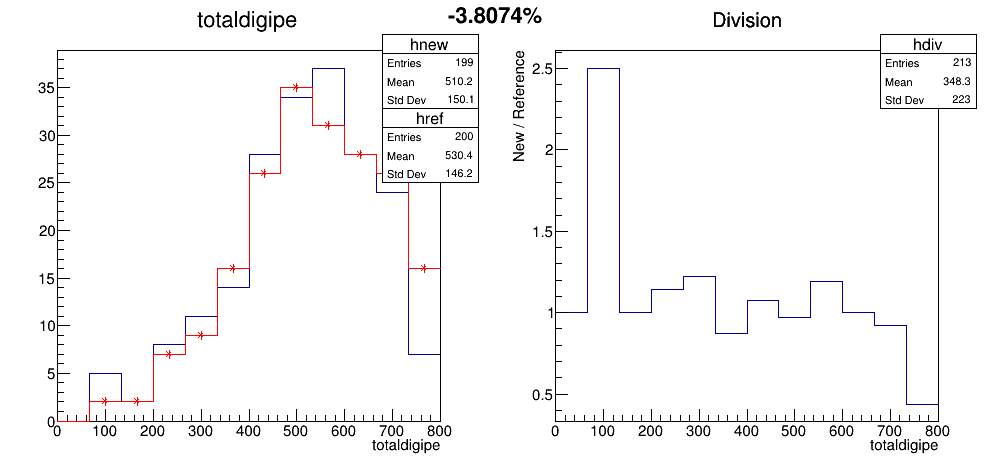 -3.8074%
totaldigipe
hnew
Entries 199
Mean 510.2
Std Dev 150.1
href
Entries 200
Mean 530.4
Std Dev 146.2
35
30
25
20
15
10
5
0
0 100 200 300 400 500 600 700 800
totaldigipe
Division
hdiv
Entries 213
Mean 348.3
Std Dev 223
New / Reference
2.5
2
1.5
1
0.5
0 100 200 300 400 500 600 700 800
totaldigipe